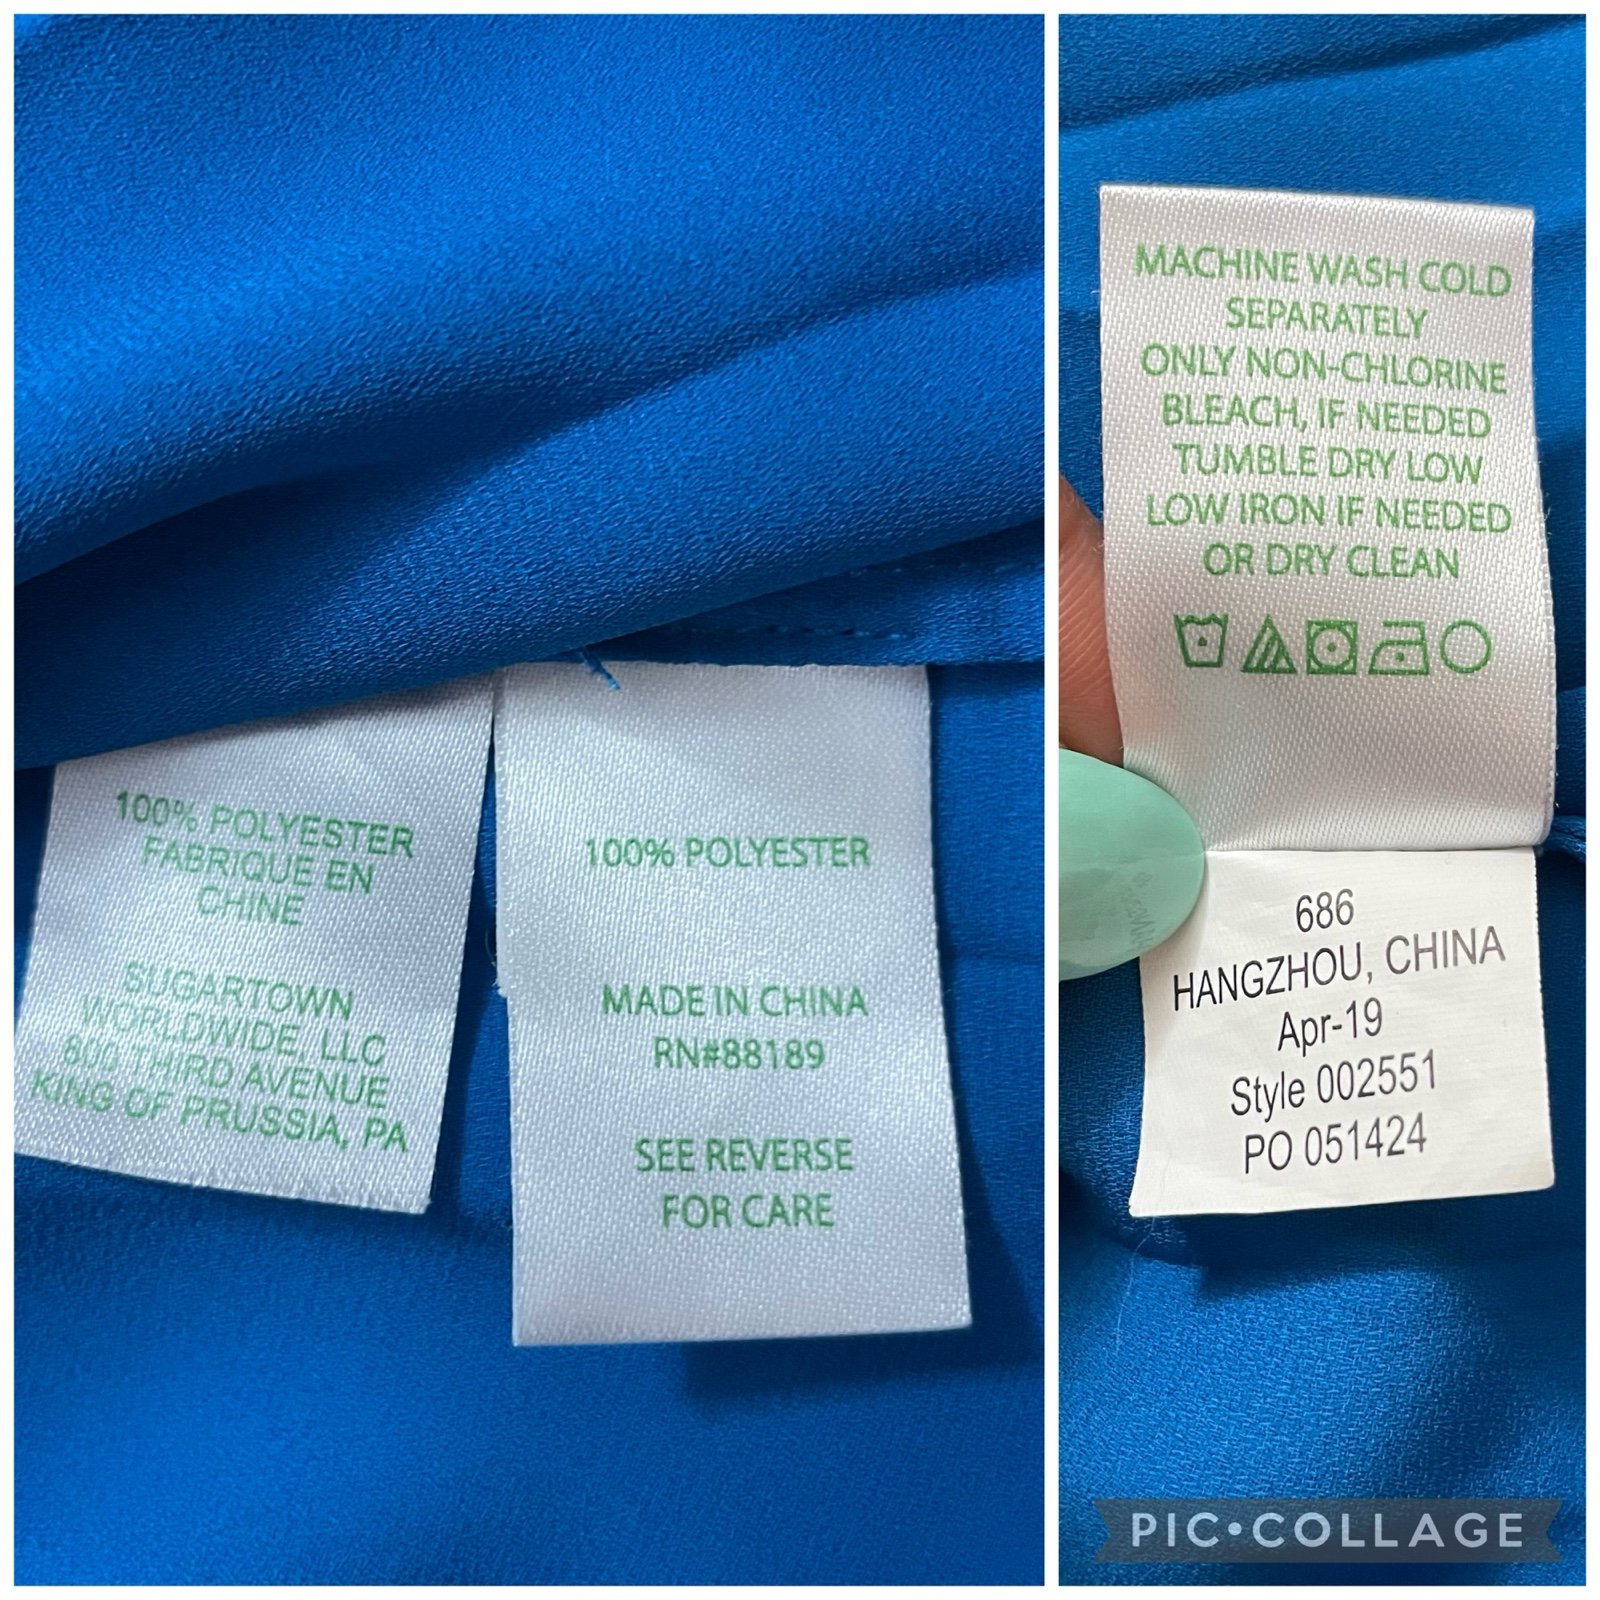 100% POLYESTER
FABRIQUE EN
CHINE
SUGARTOWN
WORLDWIDE, LLC
800 THIRD AVENUE
KING OF PRUSSIA, PA
100% POLYESTER
MADE IN CHINA
RN#88189
SEE REVERSE
FOR CARE
MACHINE WASH COLD
SEPARATELY
ONLY NON-CHLORINE
BLEACH, IF NEEDED
TUMBLE DRY LOW
LOW IRON IF NEEDED
OR DRY CLEAN
686
HANGZHOU, CHINA
Apr-19
Style 002551
PO 051424
PIC•COLLAGE